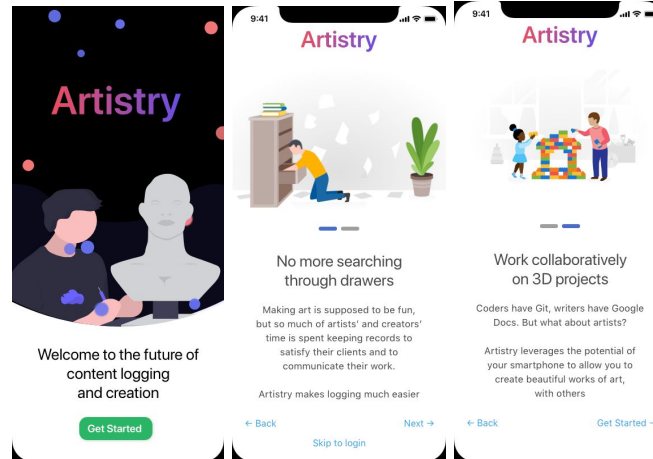 Artistry
Welcome to the future of
content logging
and creation
Get Started
9:41
Artistry
No more searching
through drawers
Making art is supposed to be fun,
but so much of artists' and creators'
time is spent keeping records to
satisfy their clients and to
communicate their work.
Artistry makes logging much easier
← Back
Next →
Skip to login
9:41
Artistry
Work collaboratively
on 3D projects
Coders have Git, writers have Google
Docs. But what about artists?
Artistry leverages the potential of
your smartphone to allow you to
create beautiful works of art,
with others
← Back
Get Started →